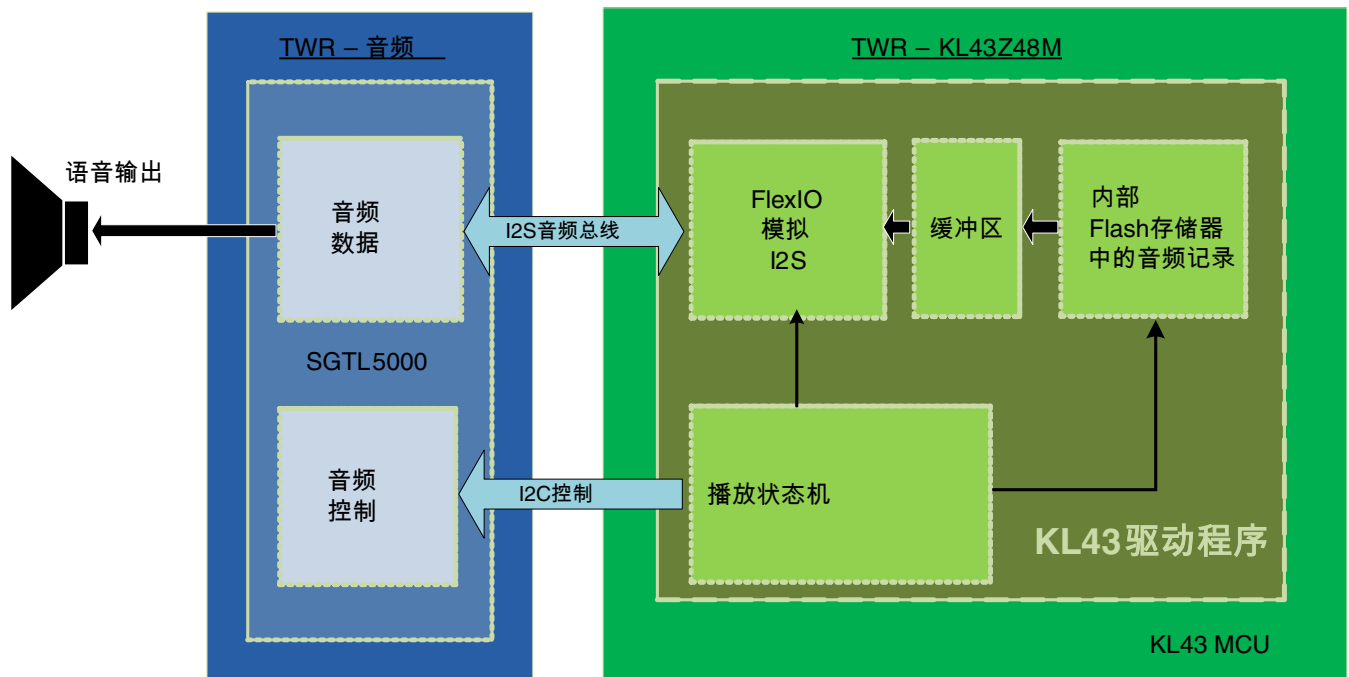 TWR – 音频
TWR – KL43Z48M
语音输出
音频
数据
I2S音频总线
FlexIO
模拟
I2S
缓冲区
内部
Flash存储器
中的音频记录
SGTL5000
音频
控制
I2C控制
播放状态机
KL43驱动程序
KL43 MCU